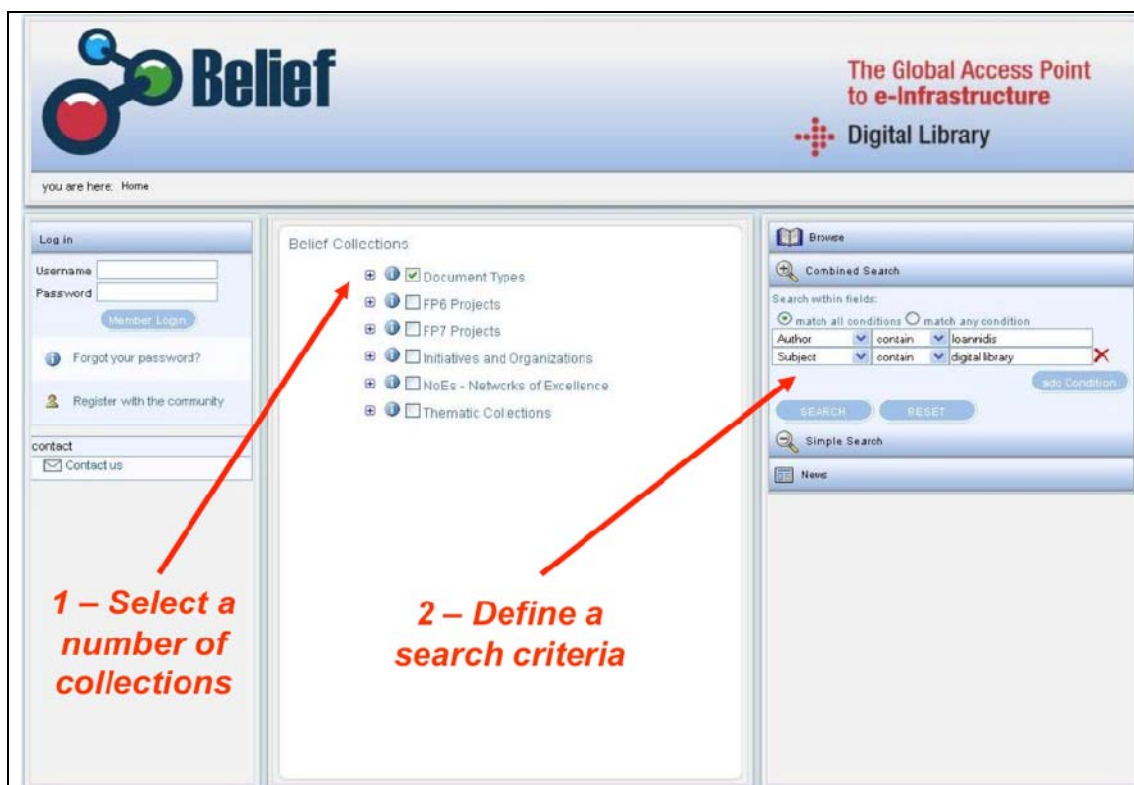 Belief
The Global Access Point
to e-Infrastructure
Digital Library
you are here: Home
Log in
Username
Password
Member Login
Forgot your password?
Register with the community
contact
Contact us
Belief Collections
Document Types
FP6 Projects
FP7 Projects
Initiatives and Organizations
NoEs - Networks of Excellence
Thematic Collections
Browse
Combined Search
Search within fields:
match all conditions match any condition
Author contain Ioannidis
Subject contain digital library
add Condition
SEARCH RESET
Simple Search
News
1 – Select a
number of
collections
2 – Define a
search criteria